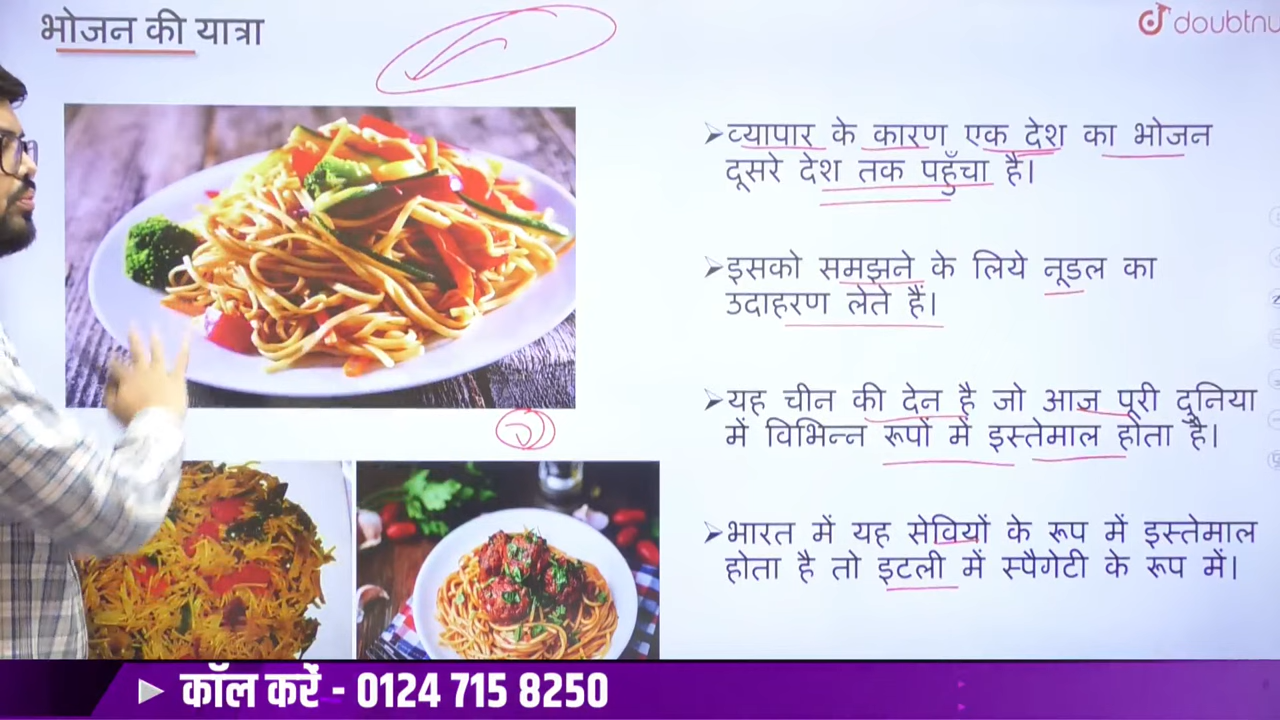 भोजन की यात्रा
doubtnu
➢व्यापार के कारण एक देश का भोजन
दूसरे देश तक पहुँचा है।
➢इसको समझने के लिये नूडल का
उदाहरण लेते हैं।
➢यह चीन की देन है जो आज पूरी दुनिया
में विभिन्न रूपों में इस्तेमाल होता है।
➢भारत में यह सेवियों के रूप में इस्तेमाल
होता है तो इटली में स्पैगेटी के रूप में।
कॉल करें - 0124 715 8250